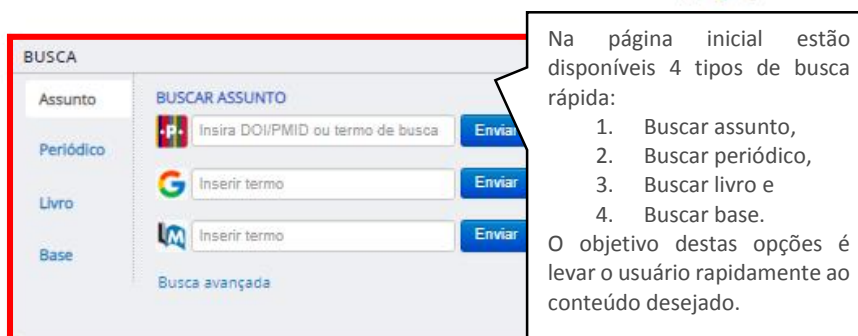 BUSCA
Assunto
Periódico
Livro
Base
BUSCAR ASSUNTO
·P·
Insira DOI/PMID ou termo de busca
Enviar
G
Inserir termo
Enviar
Inserir termo
Enviar
Busca avançada
Na página inicial estão
disponíveis 4 tipos de busca
rápida:
1. Buscar assunto,
2. Buscar periódico,
3. Buscar livro e
4. Buscar base.
O objetivo destas opções é
levar o usuário rapidamente ao
conteúdo desejado.